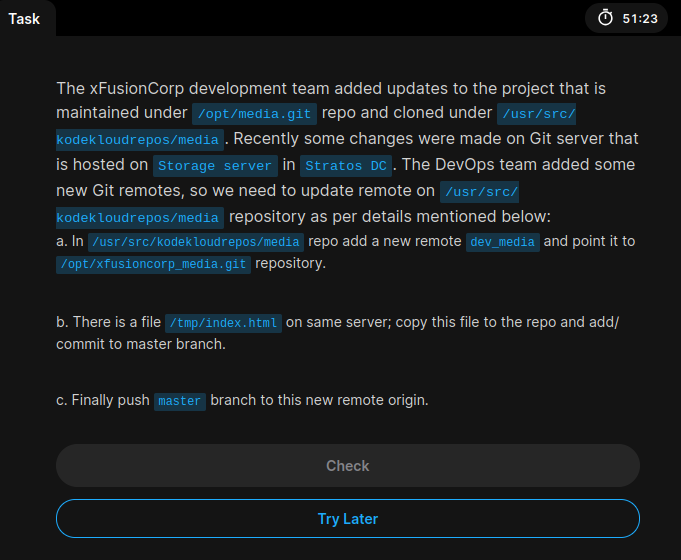 Task
51:23
The xFusionCorp development team added updates to the project that is
maintained under /opt/media.git repo and cloned under /usr/src/
kodekloudrepos/media . Recently some changes were made on Git server that
is hosted on Storage server in Stratos DC . The DevOps team added some
new Git remotes, so we need to update remote on /usr/src/
kodekloudrepos/media repository as per details mentioned below:
a. In /usr/src/kodekloudrepos/media repo add a new remote dev_media and point it to
/opt/xfusioncorp_media.git repository.
b. There is a file /tmp/index.html on same server; copy this file to the repo and add/
commit to master branch.
c. Finally push master branch to this new remote origin.
Check
Try Later